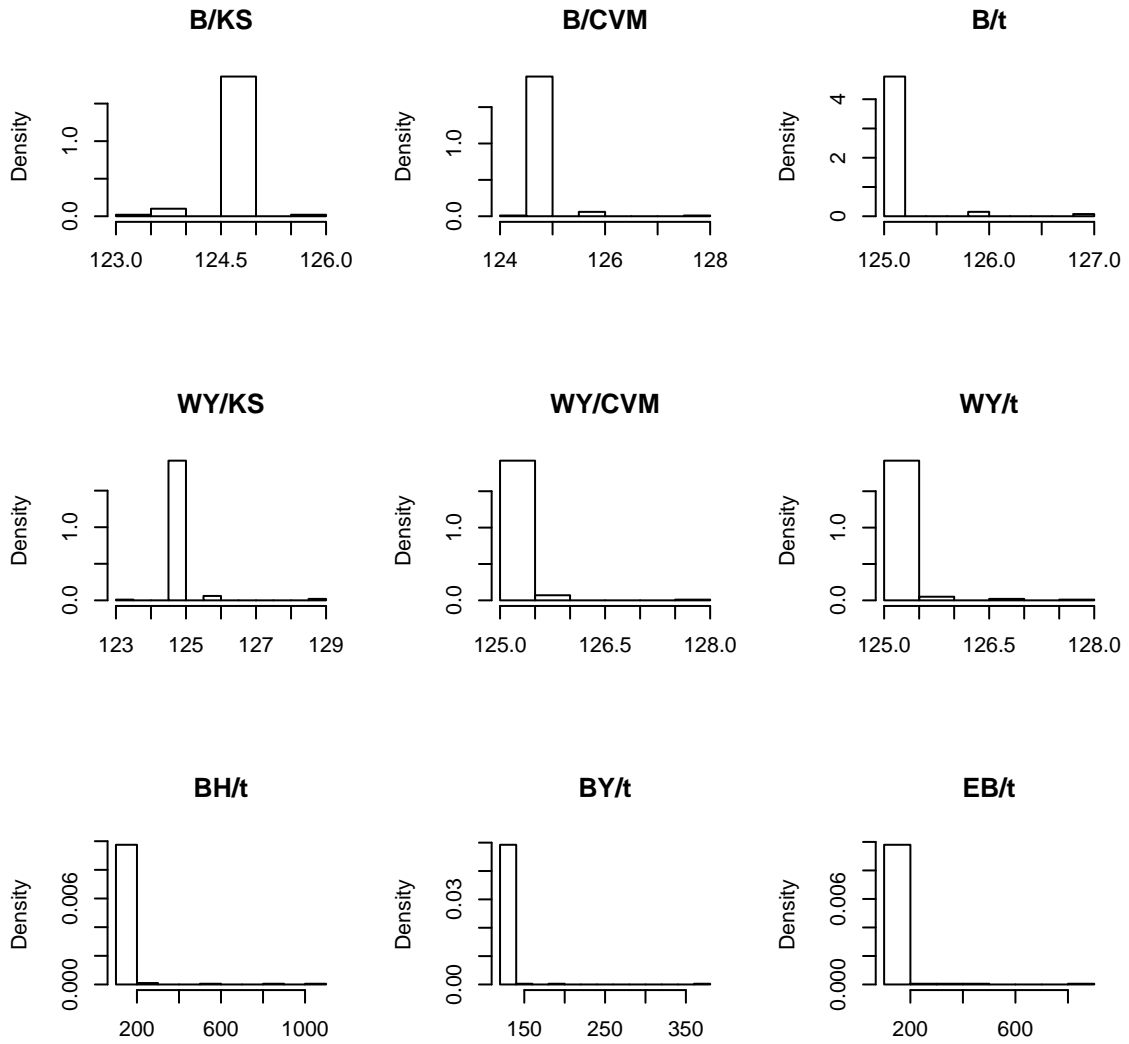 B/KS B/CVM B/t
Density 0.0 1.0 Density 0.0 1.0 Density 0 2 4
123.0 124.5 126.0 124 126 128 125.0 126.0 127.0
WY/KS WY/CVM WY/t
Density 0.0 1.0 Density 0.0 1.0 Density 0.0 1.0
123 125 127 129 125.0 126.5 128.0 125.0 126.5 128.0
BH/t BY/t EB/t
Density 0.000 0.006 Density 0.00 0.03 Density 0.000 0.006
200 600 1000 150 250 350 200 600